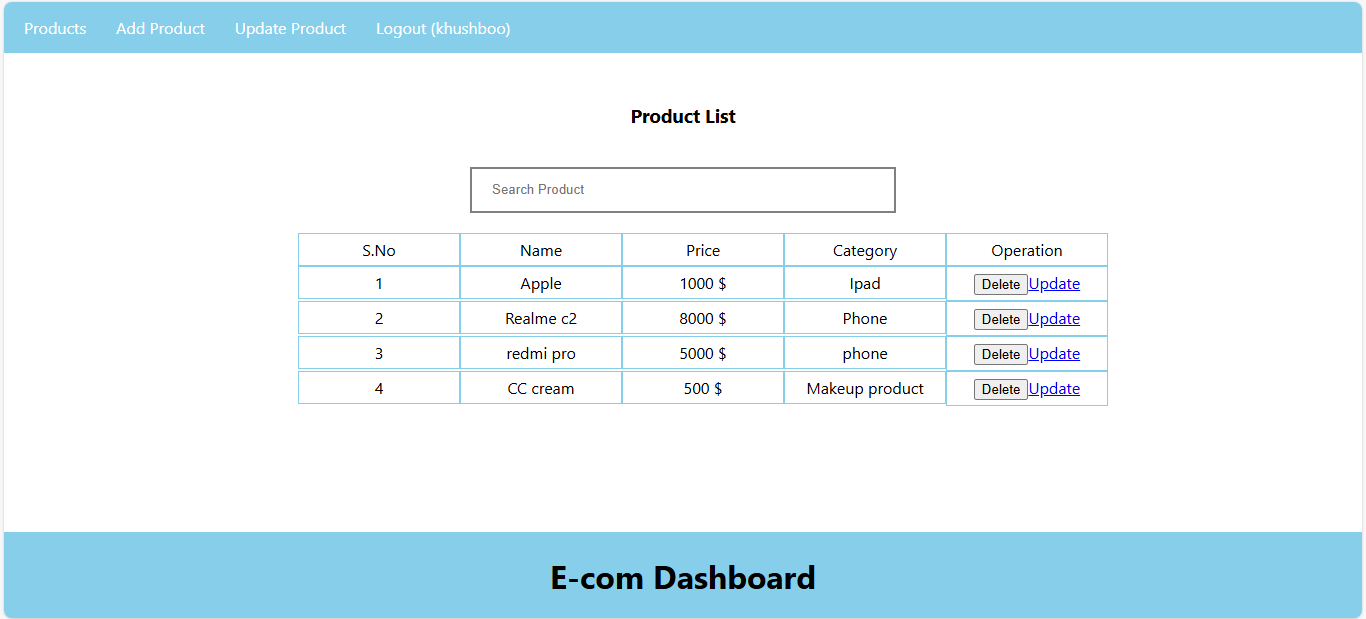 Products Add Product Update Product Logout (khushboo)
Product List
Search Product
S.No Name Price Category Operation
1 Apple 1000 $ Ipad Delete Update
2 Realme c2 8000 $ Phone Delete Update
3 redmi pro 5000 $ phone Delete Update
4 CC cream 500 $ Makeup product Delete Update
E-com Dashboard